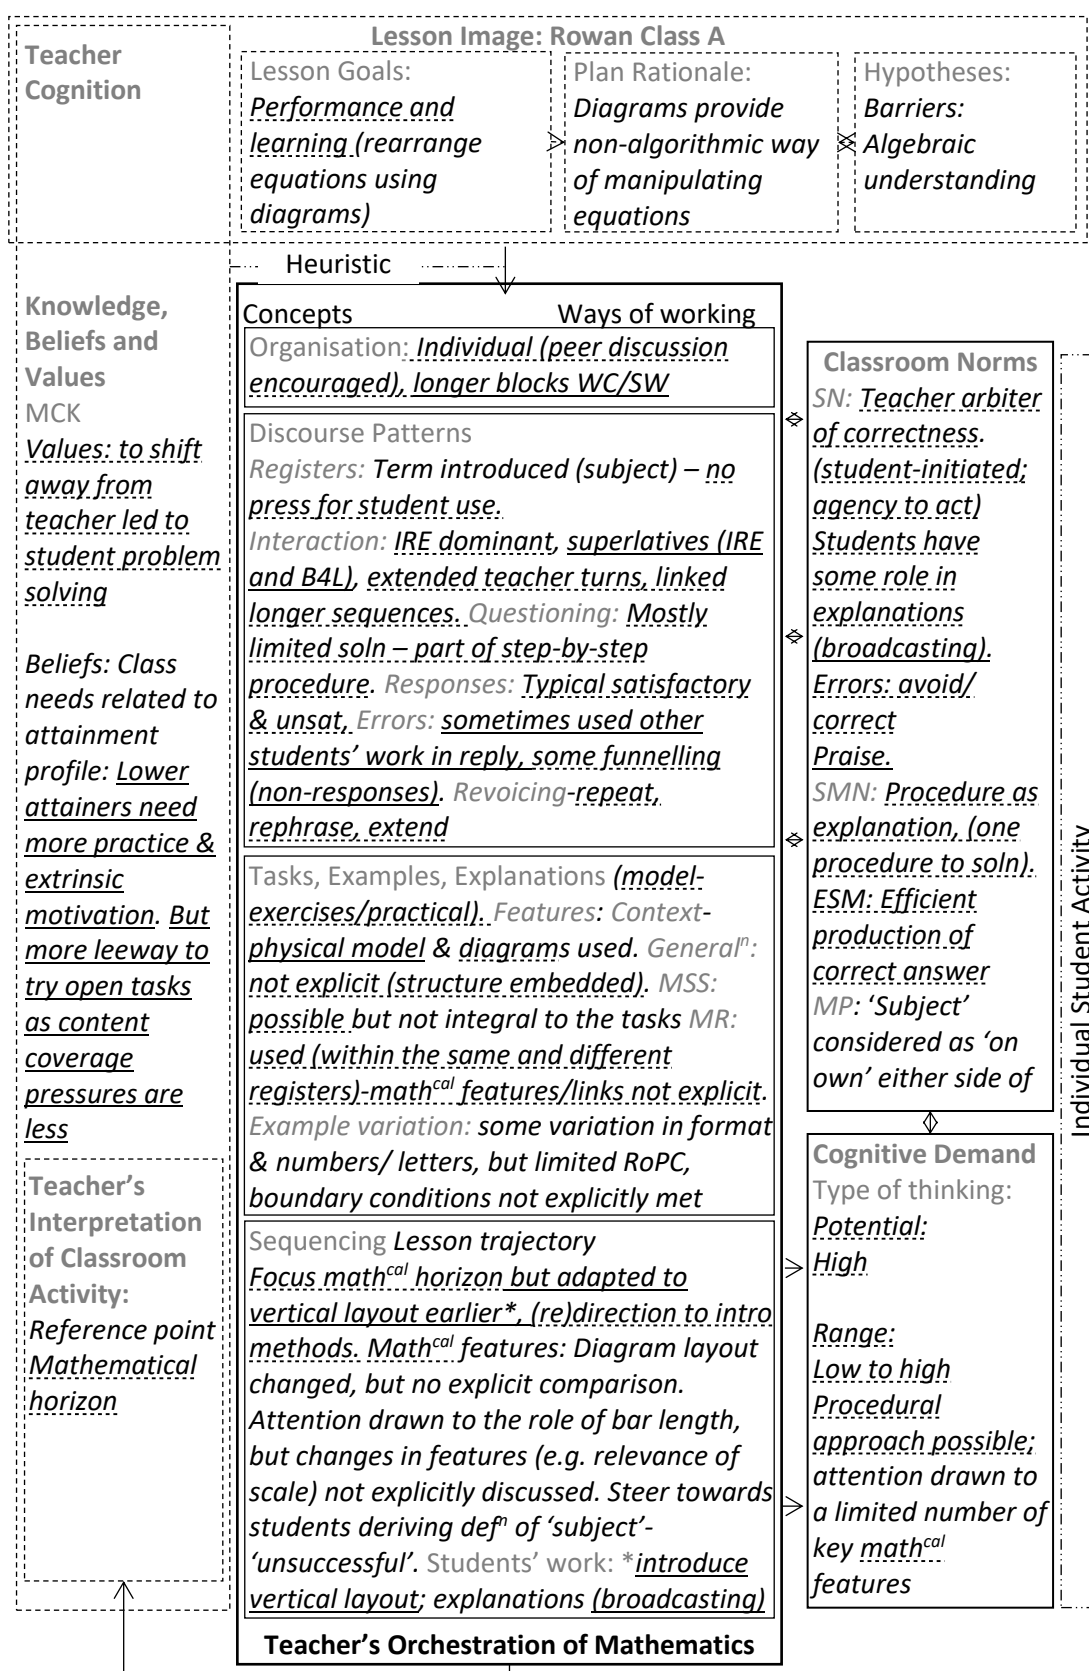 Lesson Image: Rowan Class A
Teacher
Cognition
Lesson Goals:
Performance and
learning (rearrange
equations using
diagrams)
Plan Rationale:
Diagrams provide
non-algorithmic way
of manipulating
equations
Hypotheses:
Barriers:
Algebraic
understanding
Heuristic
Knowledge,
Beliefs and
Values
MCK
Values: to shift
away from
teacher led to
student problem
solving
Beliefs: Class
needs related to
attainment
profile: Lower
attainers need
more practice &
extrinsic
motivation. But
more leeway to
try open tasks
as content
coverage
pressures are
less
Teacher's
Interpretation
of Classroom
Activity:
Reference point
Mathematical
horizon
Concepts Ways of working
Organisation: Individual (peer discussion
encouraged), longer blocks WC/SW
Discourse Patterns
Registers: Term introduced (subject) – no
press for student use.
Interaction: IRE dominant, superlatives (IRE
and B4L), extended teacher turns, linked
longer sequences. Questioning: Mostly
limited soln – part of step-by-step
procedure. Responses: Typical satisfactory
& unsat, Errors: sometimes used other
students' work in reply, some funnelling
(non-responses). Revoicing-repeat,
rephrase, extend
Tasks, Examples, Explanations (model-
exercises/practical). Features: Context-
physical model & diagrams used. Generalⁿ:
not explicit (structure embedded). MSS:
possible but not integral to the tasks MR:
used (within the same and different
registers)-math^cal features/links not explicit.
Example variation: some variation in format
& numbers/ letters, but limited RoPC,
boundary conditions not explicitly met
Sequencing Lesson trajectory
Focus math^cal horizon but adapted to
vertical layout earlier*, (re)direction to intro
methods. Math^cal features: Diagram layout
changed, but no explicit comparison.
Attention drawn to the role of bar length,
but changes in features (e.g. relevance of
scale) not explicitly discussed. Steer towards
students deriving defⁿ of 'subject'-
'unsuccessful'. Students' work: *introduce
vertical layout; explanations (broadcasting)
Teacher's Orchestration of Mathematics
Classroom Norms
SN: Teacher arbiter
of correctness.
(student-initiated;
agency to act)
Students have
some role in
explanations
(broadcasting).
Errors: avoid/
correct
Praise.
SMN: Procedure as
explanation, (one
procedure to soln).
ESM: Efficient
production of
correct answer
MP: 'Subject'
considered as 'on
own' either side of
Cognitive Demand
Type of thinking:
Potential:
High
Range:
Low to high
Procedural
approach possible;
attention drawn to
a limited number of
key math^cal
features
Individual Student Activity